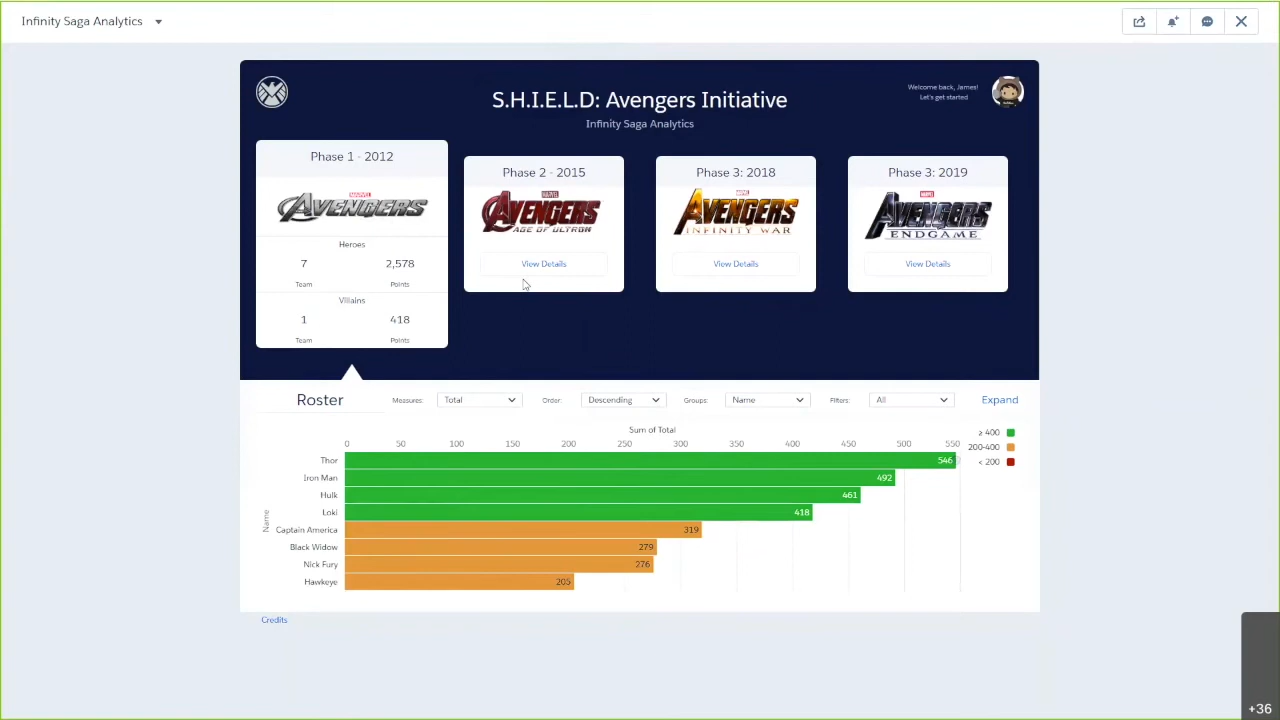 Infinity Saga Analytics
S.H.I.E.L.D: Avengers Initiative
Infinity Saga Analytics
Welcome back, James!
Let's get started
Phase 1 - 2012
MARVEL
AVENGERS
Heroes
7 2,578
Team Points
Villains
1 418
Team Points
Phase 2 - 2015
MARVEL
AVENGERS
AGE OF ULTRON
View Details
Phase 3: 2018
MARVEL
AVENGERS
INFINITY WAR
View Details
Phase 3: 2019
MARVEL
AVENGERS
ENDGAME
View Details
Roster
Measures: Total
Order: Descending
Groups: Name
Filters: All
Expand
Sum of Total
0 50 100 150 200 250 300 350 400 450 500 550
≥ 400
200-400
< 200
Name
Thor 546
Iron Man 492
Hulk 461
Loki 418
Captain America 319
Black Widow 279
Nick Fury 276
Hawkeye 205
Credits
+36